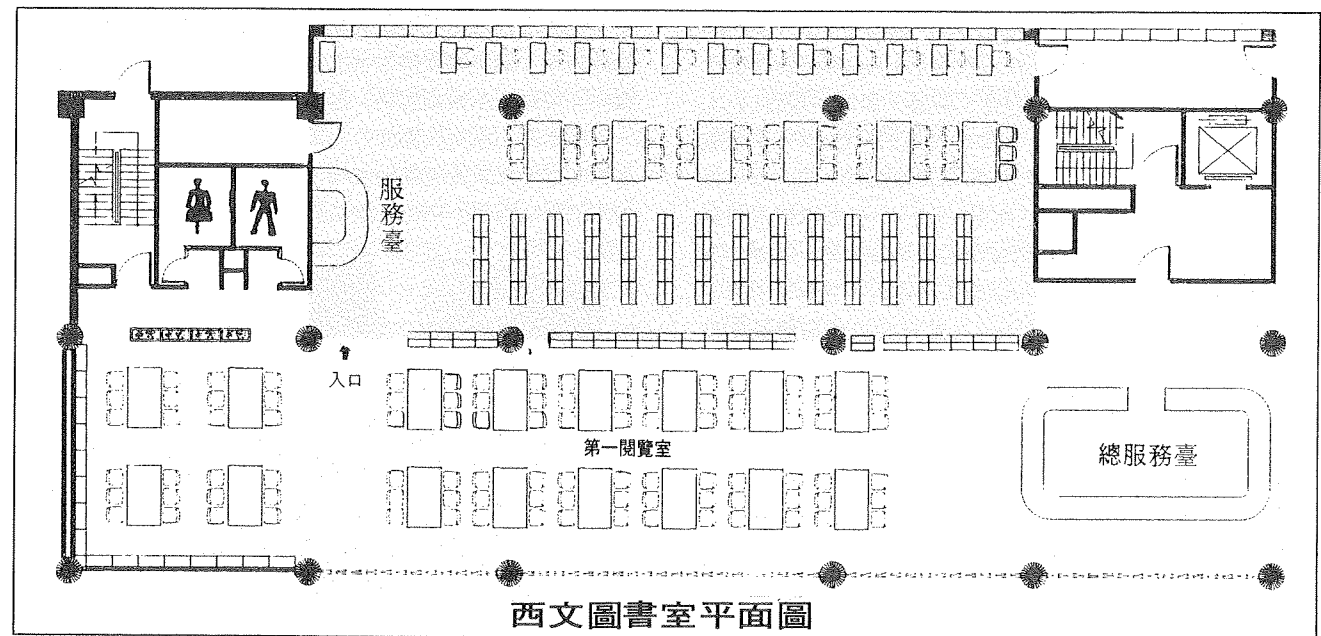 服務臺
入口
第一閱覽室
總服務臺
西文圖書室平面圖